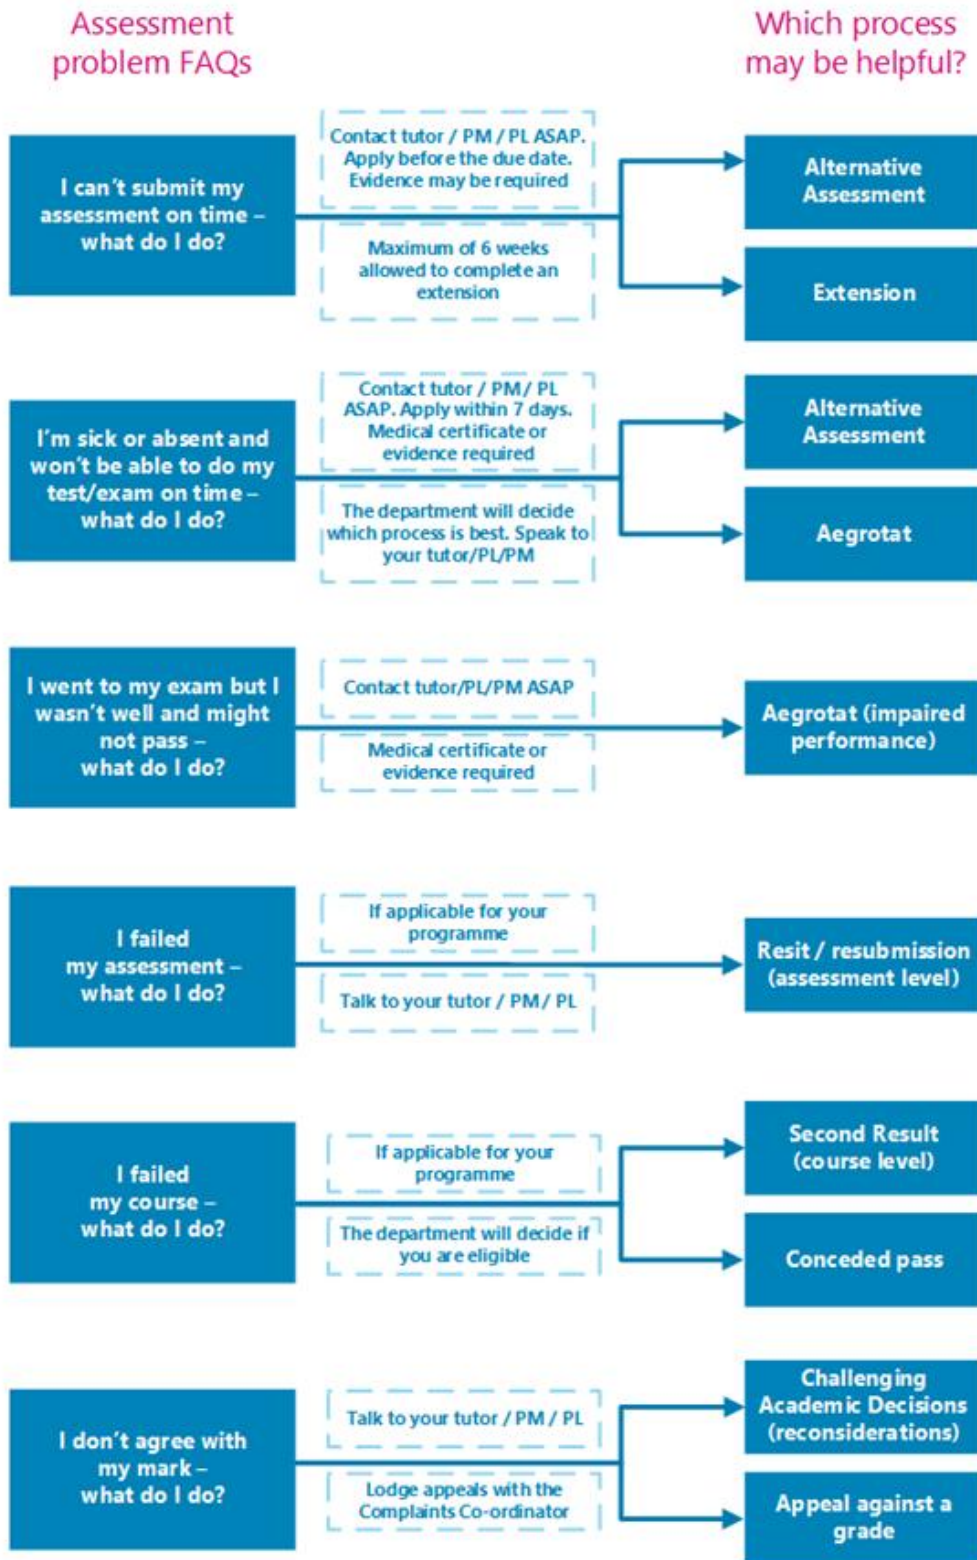 Assessment
problem FAQs
Which process
may be helpful?
I can't submit my
assessment on time –
what do I do?
Contact tutor / PM / PL ASAP.
Apply before the due date.
Evidence may be required
Maximum of 6 weeks
allowed to complete an
extension
Alternative
Assessment
Extension
I'm sick or absent and
won't be able to do my
test/exam on time –
what do I do?
Contact tutor / PM / PL
ASAP. Apply within 7 days.
Medical certificate or
evidence required
The department will decide
which process is best. Speak to
your tutor/PL/PM
Alternative
Assessment
Aegrotat
I went to my exam but I
wasn't well and might
not pass –
what do I do?
Contact tutor/PL/PM ASAP
Medical certificate or
evidence required
Aegrotat (impaired
performance)
I failed
my assessment –
what do I do?
If applicable for your
programme
Talk to your tutor / PM / PL
Resit / resubmission
(assessment level)
I failed
my course –
what do I do?
If applicable for your
programme
The department will decide if
you are eligible
Second Result
(course level)
Conceded pass
I don't agree with
my mark –
what do I do?
Talk to your tutor / PM / PL
Lodge appeals with the
Complaints Co-ordinator
Challenging
Academic Decisions
(reconsiderations)
Appeal against a
grade